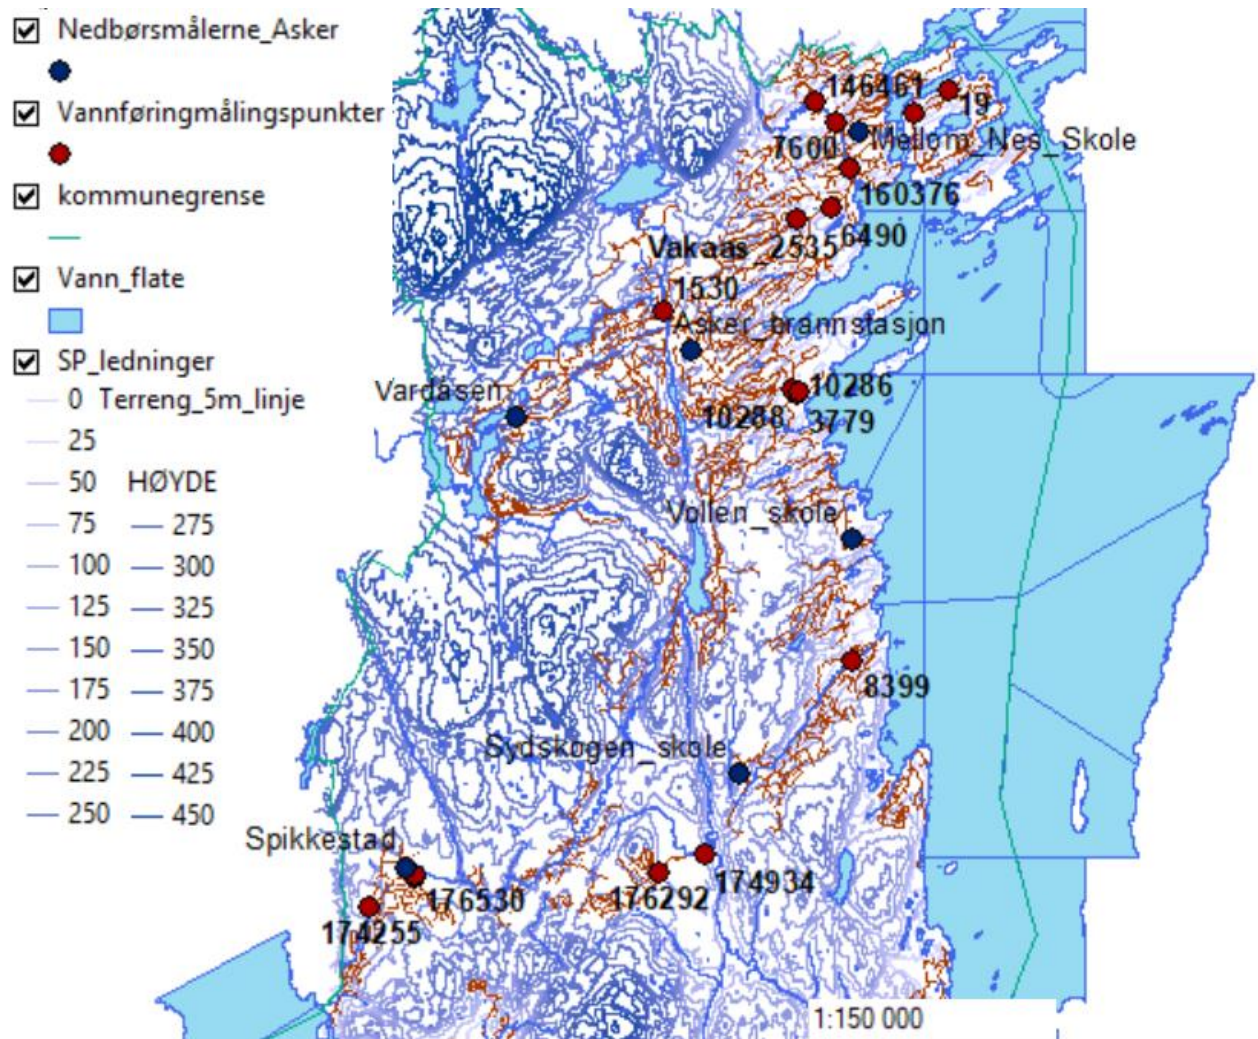 Nedbørsmålerne_Asker
Vannføringmålingspunkter
kommunegrense
Vann_flate
SP_ledninger
0 Terreng_5m_linje
25
50 HØYDE
75 275
100 300
125 325
150 350
175 375
200 400
225 425
250 450
146461
19
7600
Mellom_Nes_Skole
160376
6490
Vakaas_2535
1530
Asker_brannstasjon
Vardåsen
10286
10288
3779
Vollen_skole
8399
Sydskogen_skole
Spikkestad
174934
176292
176530
174255
1:150 000